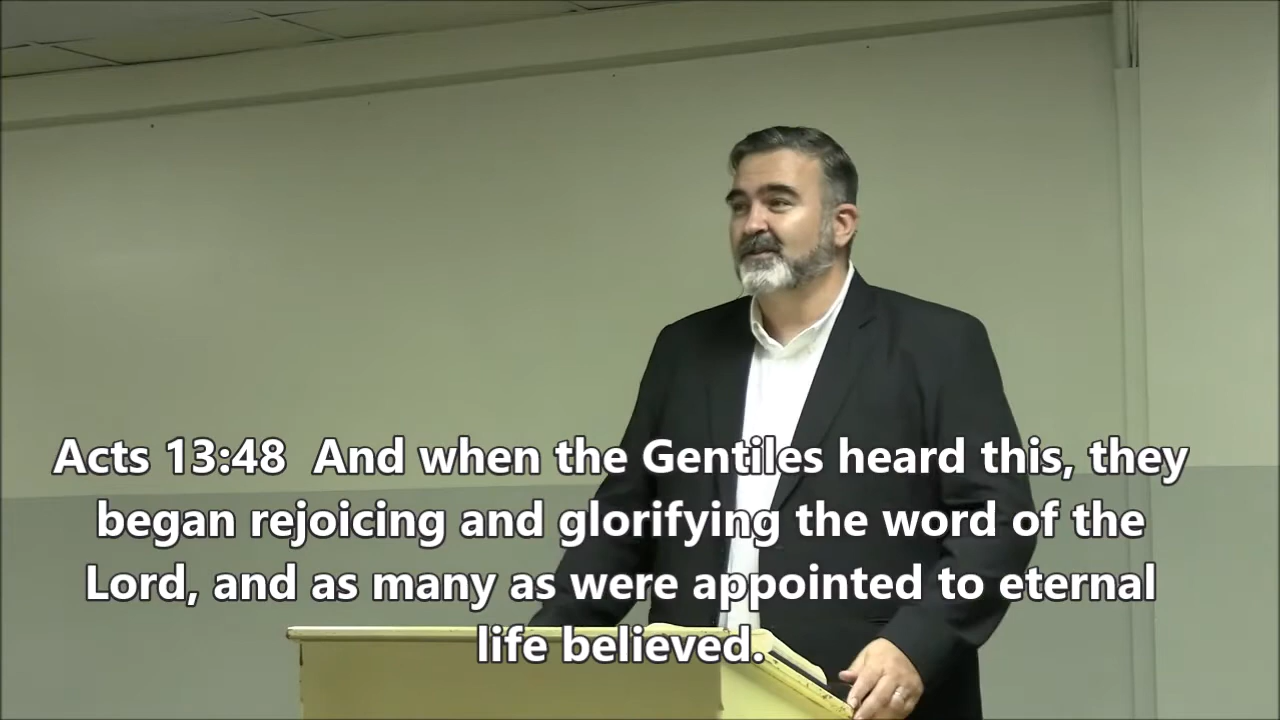 Acts 13:48  And when the Gentiles heard this, they
began rejoicing and glorifying the word of the
Lord, and as many as were appointed to eternal
life believed.